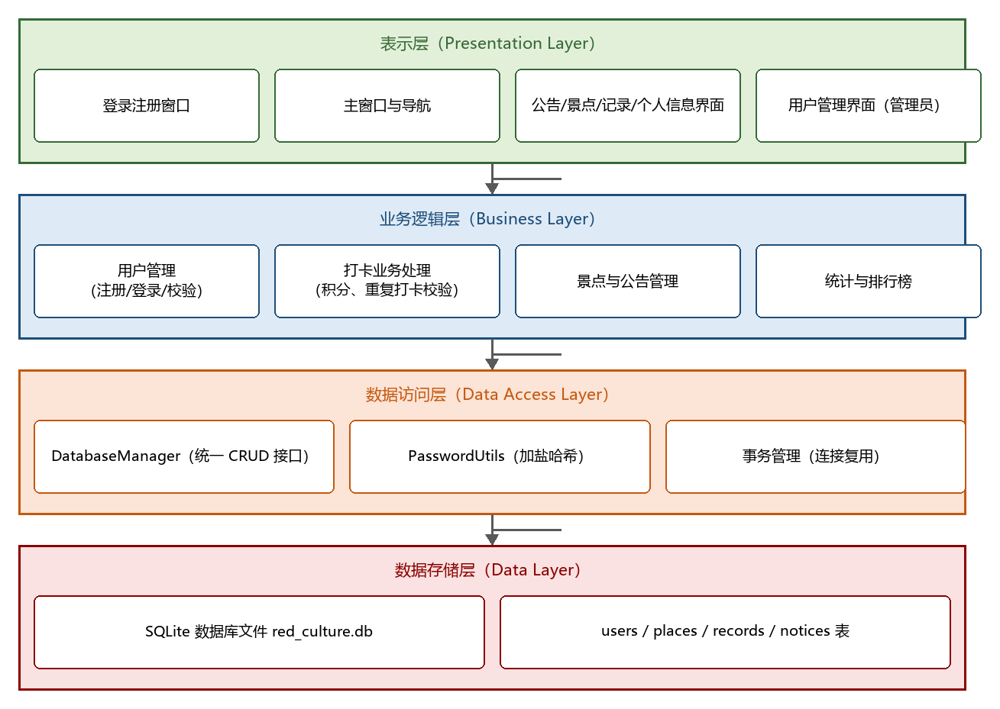 表示层（Presentation Layer）
登录注册窗口
主窗口与导航
公告/景点/记录/个人信息界面
用户管理界面（管理员）
业务逻辑层（Business Layer）
用户管理
（注册/登录/校验）
打卡业务处理
（积分、重复打卡校验）
景点与公告管理
统计与排行榜
数据访问层（Data Access Layer）
DatabaseManager（统一 CRUD 接口）
PasswordUtils（加盐哈希）
事务管理（连接复用）
数据存储层（Data Layer）
SQLite 数据库文件 red_culture.db
users / places / records / notices 表